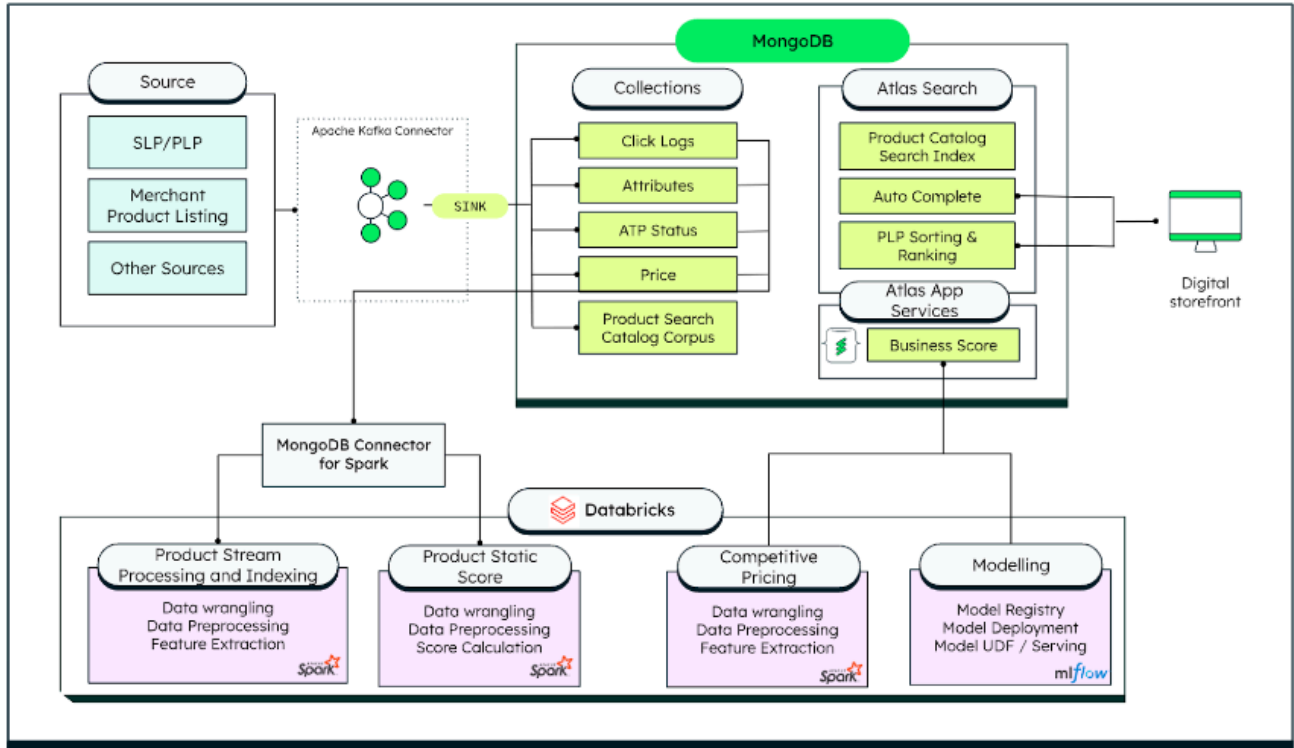 MongoDB
Source
SLP/PLP
Merchant
Product Listing
Other Sources
Apache Kafka Connector
SINK
Collections
Click Logs
Attributes
ATP Status
Price
Product Search
Catalog Corpus
Atlas Search
Product Catalog
Search Index
Auto Complete
PLP Sorting &
Ranking
Atlas App
Services
Business Score
Digital
storefront
MongoDB Connector
for Spark
Databricks
Product Stream
Processing and Indexing
Data wrangling
Data Preprocessing
Feature Extraction
Spark
Product Static
Score
Data wrangling
Data Preprocessing
Score Calculation
Spark
Competitive
Pricing
Data wrangling
Data Preprocessing
Feature Extraction
Spark
Modelling
Model Registry
Model Deployment
Model UDF / Serving
mlflow